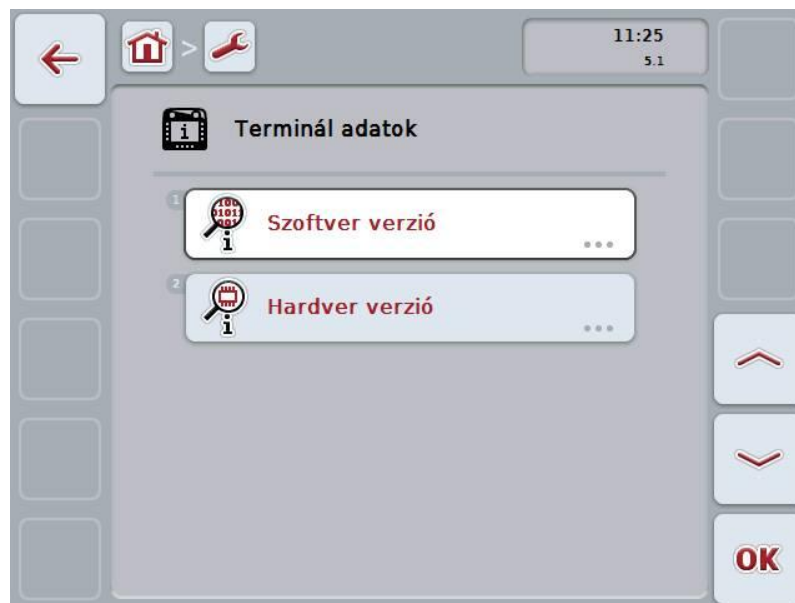 >
11:25
5.1
Terminál adatok
1
Szoftver verzió
...
2
Hardver verzió
...
OK